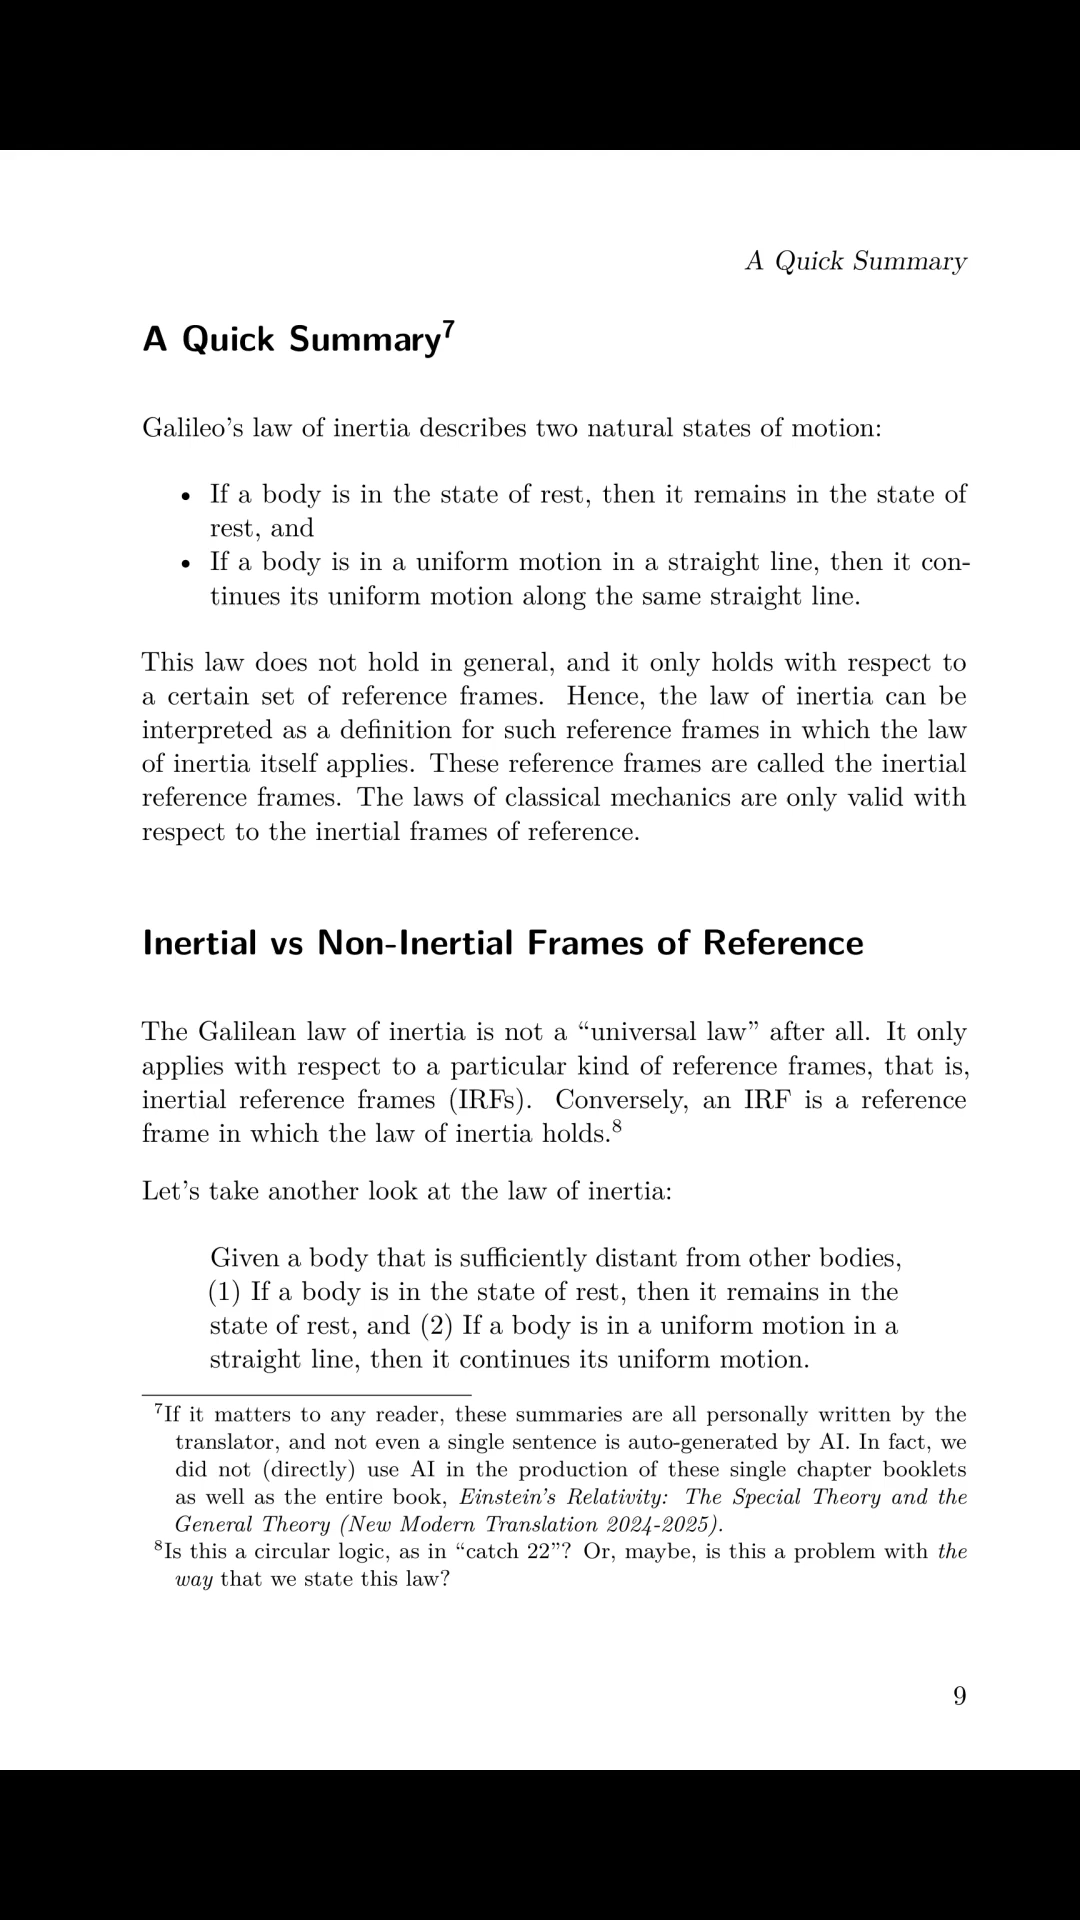 A Quick Summary
A Quick Summary⁷
Galileo’s law of inertia describes two natural states of motion:
• If a body is in the state of rest, then it remains in the state of
rest, and
• If a body is in a uniform motion in a straight line, then it con-
tinues its uniform motion along the same straight line.
This law does not hold in general, and it only holds with respect to
a certain set of reference frames. Hence, the law of inertia can be
interpreted as a definition for such reference frames in which the law
of inertia itself applies. These reference frames are called the inertial
reference frames. The laws of classical mechanics are only valid with
respect to the inertial frames of reference.
Inertial vs Non-Inertial Frames of Reference
The Galilean law of inertia is not a “universal law” after all. It only
applies with respect to a particular kind of reference frames, that is,
inertial reference frames (IRFs). Conversely, an IRF is a reference
frame in which the law of inertia holds.⁸
Let’s take another look at the law of inertia:
Given a body that is sufficiently distant from other bodies,
(1) If a body is in the state of rest, then it remains in the
state of rest, and (2) If a body is in a uniform motion in a
straight line, then it continues its uniform motion.
⁷If it matters to any reader, these summaries are all personally written by the
translator, and not even a single sentence is auto-generated by AI. In fact, we
did not (directly) use AI in the production of these single chapter booklets
as well as the entire book, Einstein’s Relativity: The Special Theory and the
General Theory (New Modern Translation 2024-2025).
⁸Is this a circular logic, as in “catch 22”? Or, maybe, is this a problem with the
way that we state this law?
9